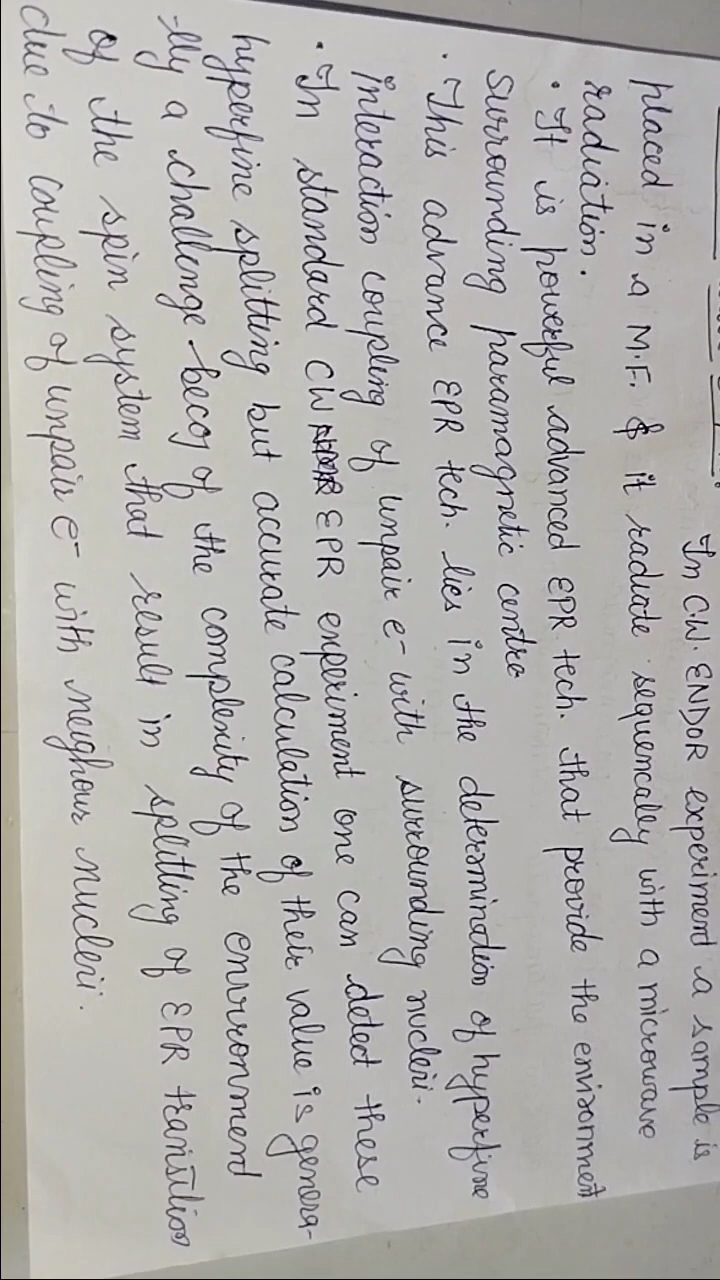 In CW. ENDOR experiment a sample is
placed in a M.F. & it radiate sequencally with a microwave
radiation.
• It is powerful advanced EPR tech. that provide the environment
surrounding paramagnetic centre
• This advance EPR tech. lies in the determination of hyperfine
interaction coupling of unpair e- with surrounding nucleii.
• In standard CW EPR experiment one can detect these
hyperfine splitting but accurate calculation of their value is genera-
-lly a challenge becoz of the complexity of the environment
of the spin system that result in splitting of EPR transition
due to coupling of unpair e- with neighour nucleii.